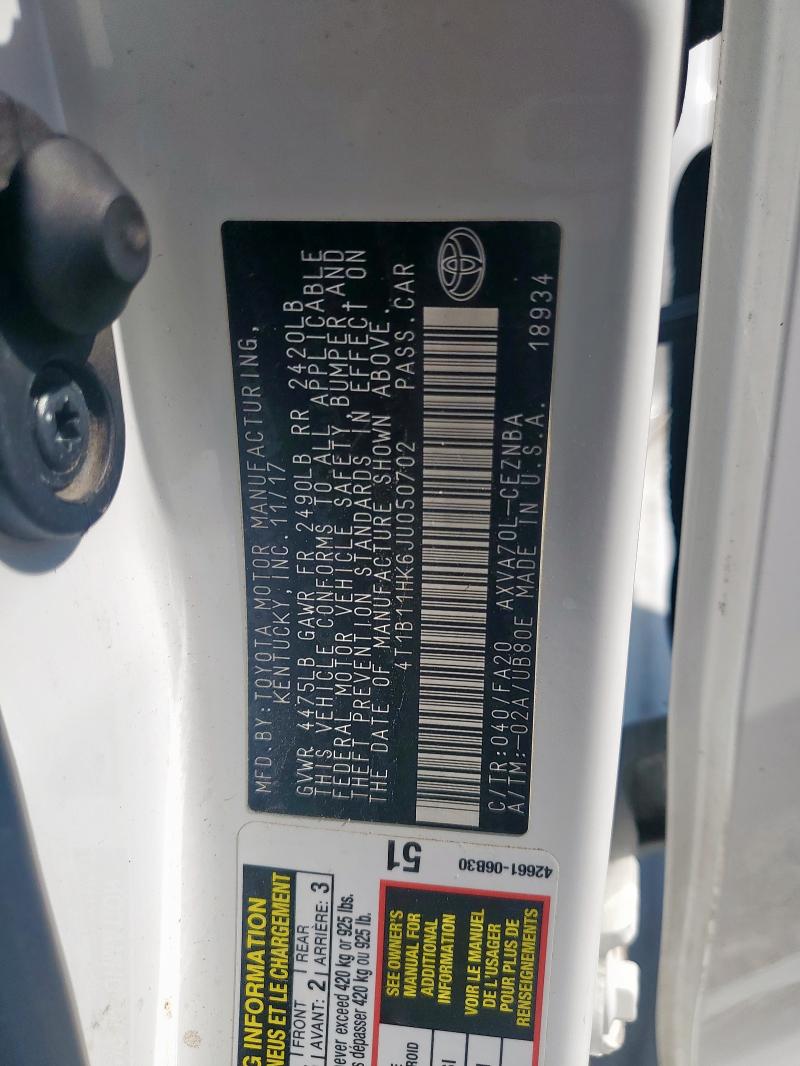 MFD.BY:TOYOTA MOTOR MANUFACTURING,
KENTUCKY,INC. 11/17
GVWR 4475LB GAWR FR 2490LB RR 2420LB
THIS VEHICLE CONFORMS TO ALL APPLICABLE
FEDERAL MOTOR VEHICLE SAFETY, BUMPER AND
THEFT PREVENTION STANDARDS IN EFFECT ON
THE DATE OF MANUFACTURE SHOWN ABOVE.
4T1B11HK6JU050702 PASS.CAR
C/TR:040/FA20 AXVA70L-CEZNBA
A/TM:-02A/UB80E MADE IN U.S.A. 18934
G INFORMATION
NEUS ET LE CHARGEMENT
FRONT REAR
AVANT: 2 ARRIÈRE: 3
never exceed 420 kg or 925 lbs.
s dépasser 420 kg ou 925 lb.
51
SEE OWNER'S
MANUAL FOR
ADDITIONAL
INFORMATION
VOIR LE MANUEL
DE L'USAGER
POUR PLUS DE
RENSEIGNEMENTS
42661-06B30